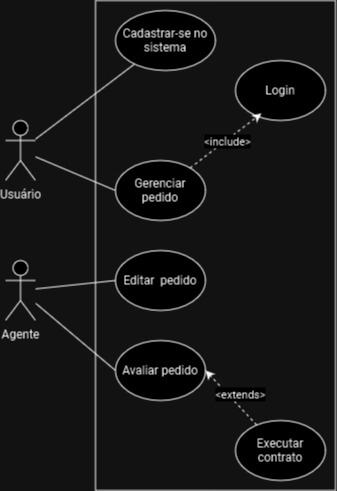 Cadastrar-se no
sistema
Login
<include>
Usuário
Gerenciar
pedido
Editar pedido
Agente
Avaliar pedido
<extends>
Executar
contrato